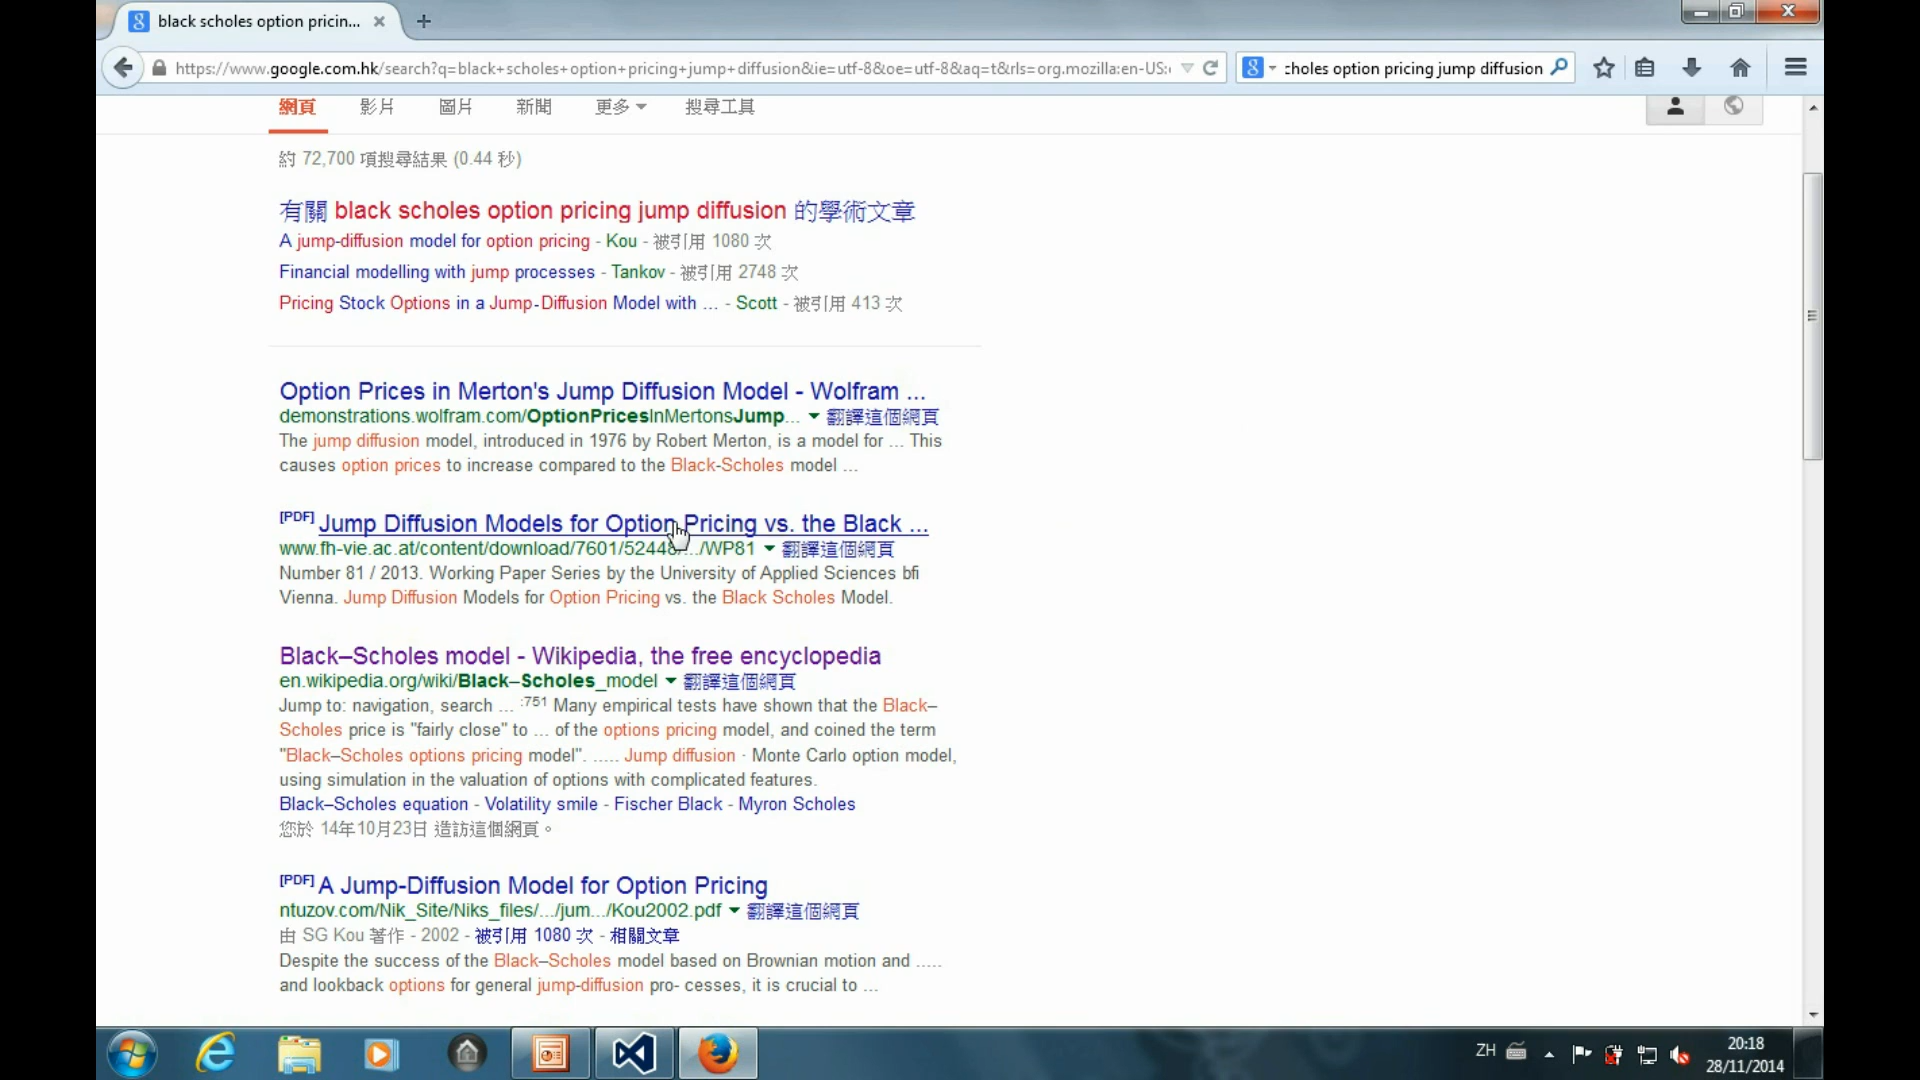 black scholes option pricin...
https://www.google.com.hk/search?q=black+scholes+option+pricing+jump+diffusion&ie=utf-8&oe=utf-8&aq=t&rls=org.mozilla:en-US:
:holes option pricing jump diffusion
網頁 影片 圖片 新聞 更多 搜尋工具
約 72,700 項搜尋結果 (0.44 秒)
有關 black scholes option pricing jump diffusion 的學術文章
A jump-diffusion model for option pricing - Kou - 被引用 1080 次
Financial modelling with jump processes - Tankov - 被引用 2748 次
Pricing Stock Options in a Jump-Diffusion Model with ... - Scott - 被引用 413 次
Option Prices in Merton's Jump Diffusion Model - Wolfram ...
demonstrations.wolfram.com/OptionPricesInMertonsJump... 翻譯這個網頁
The jump diffusion model, introduced in 1976 by Robert Merton, is a model for ... This
causes option prices to increase compared to the Black-Scholes model ...
[PDF] Jump Diffusion Models for Option Pricing vs. the Black ...
www.fh-vie.ac.at/content/download/7601/52448/.../WP81 翻譯這個網頁
Number 81 / 2013. Working Paper Series by the University of Applied Sciences bfi
Vienna. Jump Diffusion Models for Option Pricing vs. the Black Scholes Model.
Black–Scholes model - Wikipedia, the free encyclopedia
en.wikipedia.org/wiki/Black–Scholes_model 翻譯這個網頁
Jump to: navigation, search ... :751 Many empirical tests have shown that the Black–
Scholes price is "fairly close" to ... of the options pricing model, and coined the term
"Black–Scholes options pricing model". ..... Jump diffusion · Monte Carlo option model,
using simulation in the valuation of options with complicated features.
Black–Scholes equation - Volatility smile - Fischer Black - Myron Scholes
您於 14年10月23日 造訪這個網頁。
[PDF] A Jump-Diffusion Model for Option Pricing
ntuzov.com/Nik_Site/Niks_files/.../jum.../Kou2002.pdf 翻譯這個網頁
由 SG Kou 著作 - 2002 - 被引用 1080 次 - 相關文章
Despite the success of the Black–Scholes model based on Brownian motion and .....
and lookback options for general jump-diffusion pro- cesses, it is crucial to ...
ZH
20:18
28/11/2014